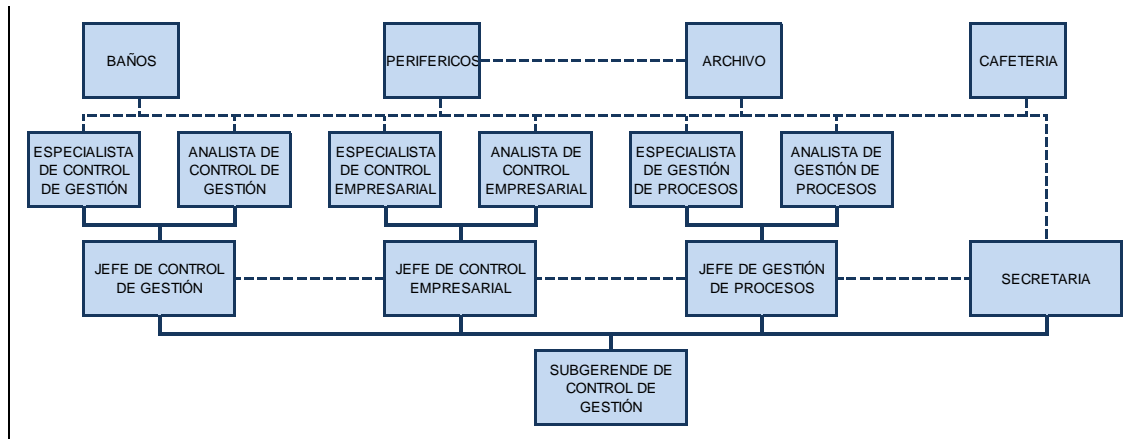 BAÑOS
PERIFERICOS
ARCHIVO
CAFETERIA
ESPECIALISTA
DE CONTROL
DE GESTIÓN
ANALISTA DE
CONTROL DE
GESTIÓN
ESPECIALISTA
DE CONTROL
EMPRESARIAL
ANALISTA DE
CONTROL
EMPRESARIAL
ESPECIALISTA
DE GESTIÓN
DE PROCESOS
ANALISTA DE
GESTIÓN DE
PROCESOS
JEFE DE CONTROL
DE GESTIÓN
JEFE DE CONTROL
EMPRESARIAL
JEFE DE GESTIÓN
DE PROCESOS
SECRETARIA
SUBGERENDE DE
CONTROL DE
GESTIÓN